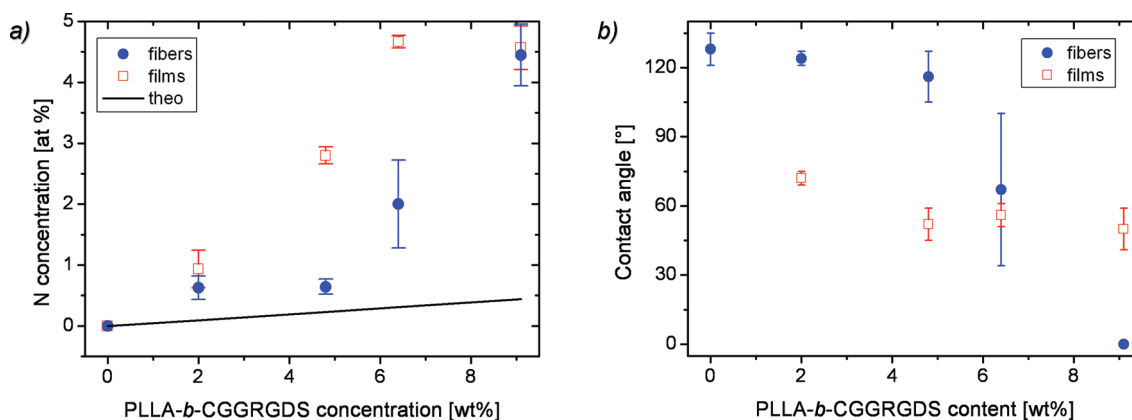 a)
N concentration [at %]
5
4
3
2
1
0
fibers
films
theo
0 2 4 6 8
PLLA-b-CGGRGDS concentration [wt%]
b)
Contact angle [°]
120
90
60
30
0
fibers
films
0 2 4 6 8
PLLA-b-CGGRGDS content [wt%]